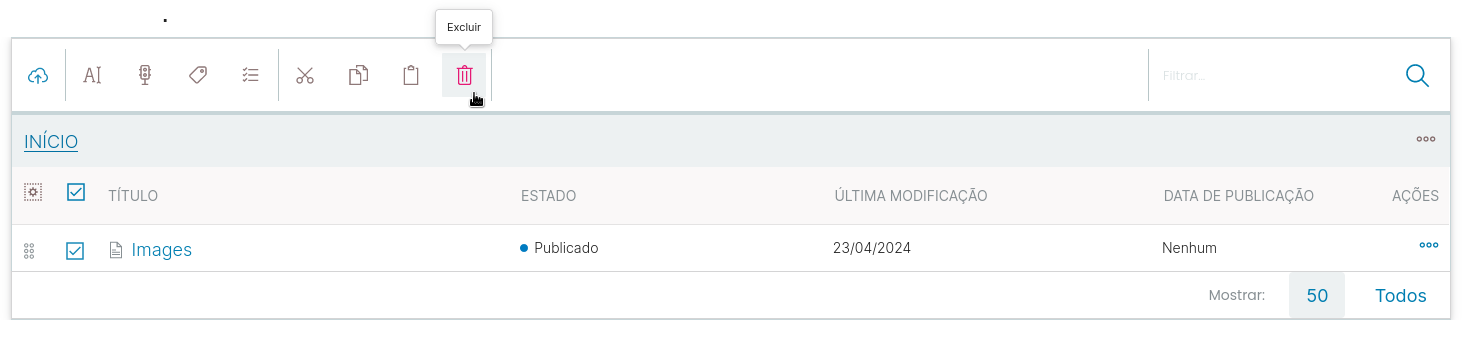 Excluir
AI
Filtrar...
INÍCIO
TÍTULO ESTADO ÚLTIMA MODIFICAÇÃO DATA DE PUBLICAÇÃO AÇÕES
Images Publicado 23/04/2024 Nenhum
Mostrar: 50 Todos